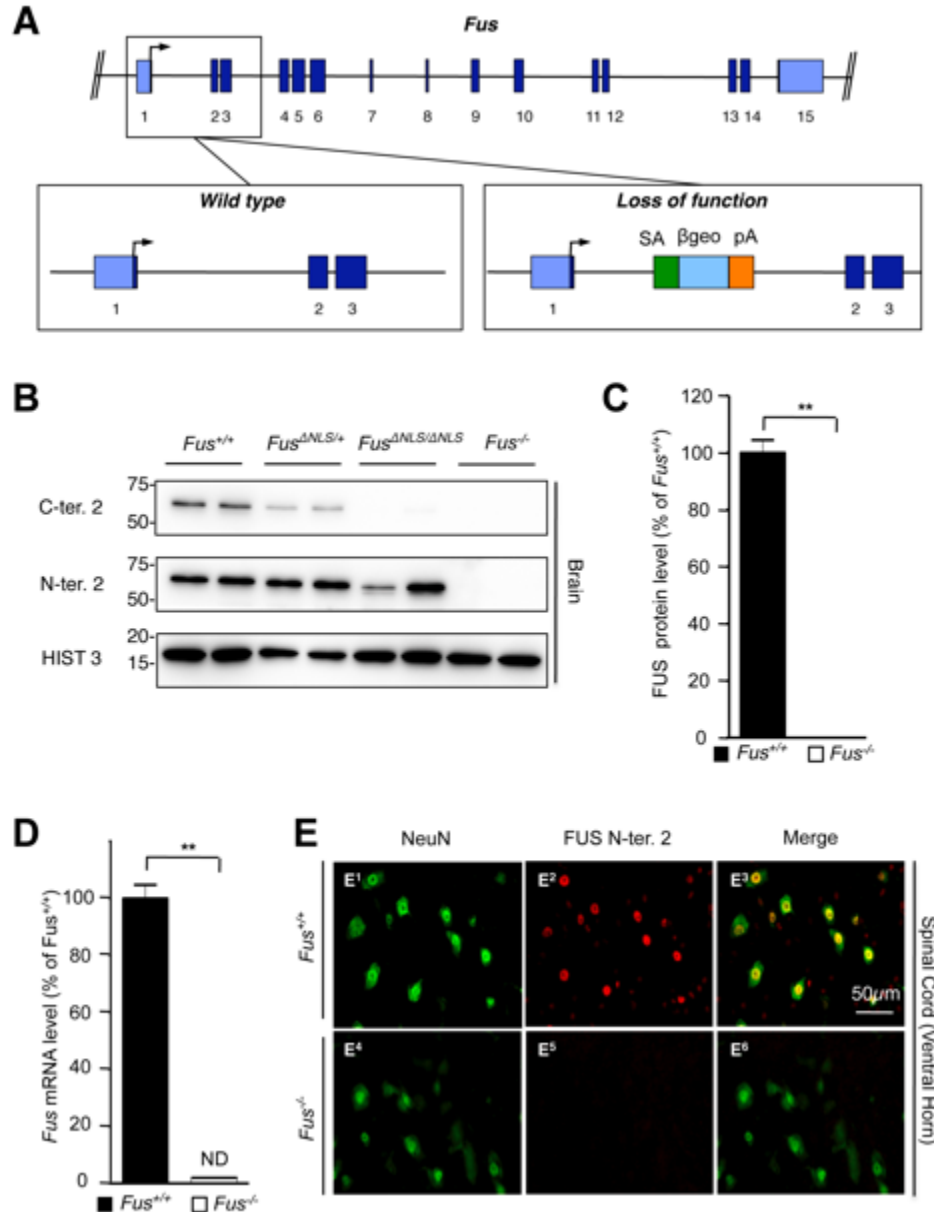 A
Fus
1 2 3 4 5 6 7 8 9 10 11 12 13 14 15
Wild type
1 2 3
Loss of function
SA βgeo pA
1 2 3
B
Fus+/+ FusΔNLS/+ FusΔNLS/ΔNLS Fus-/-
C-ter. 2
75-
50-
N-ter. 2
75-
50-
HIST 3
20-
15-
Brain
C
FUS protein level (% of Fus+/+)
120
100
80
60
40
20
0
**
Fus+/+ Fus-/-
D
Fus mRNA level (% of Fus+/+)
100
80
60
40
20
0
**
ND
Fus+/+ Fus-/-
E
NeuN FUS N-ter. 2 Merge
Fus+/+
E1 E2 E3
50μm
Fus-/-
E4 E5 E6
Spinal Cord (Ventral Horn)